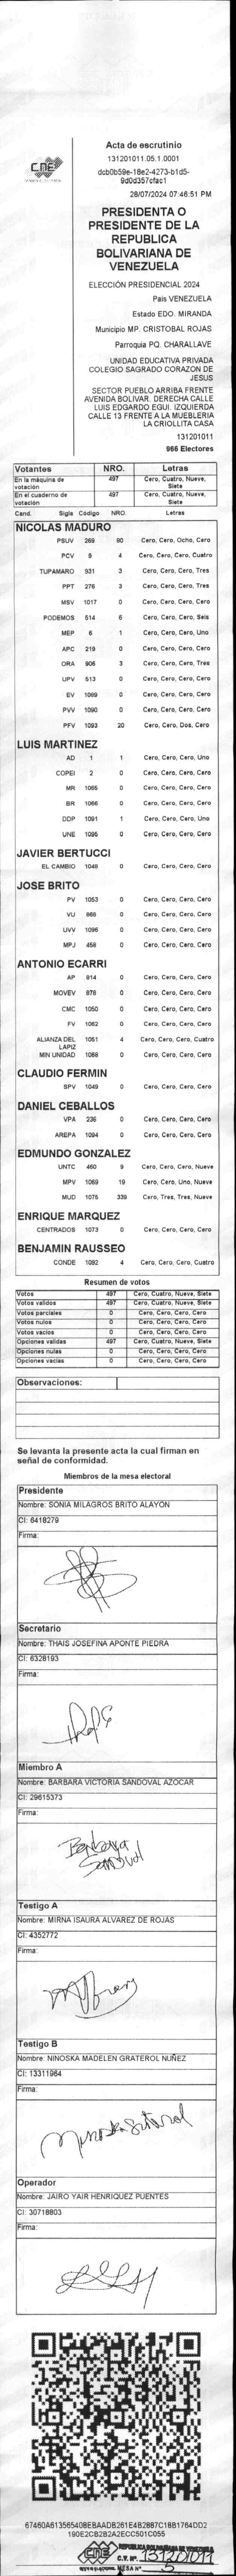 CNE
Acta de escrutinio
131201011.05.1.0001
dcb0b59e-18e2-4273-b1d5-
9d0d357cfac1
28/07/2024 07:46:51 PM
PRESIDENTA O
PRESIDENTE DE LA
REPUBLICA
BOLIVARIANA DE
VENEZUELA
ELECCIÓN PRESIDENCIAL 2024
País VENEZUELA
Estado EDO. MIRANDA
Municipio MP. CRISTOBAL ROJAS
Parroquia PQ. CHARALLAVE
UNIDAD EDUCATIVA PRIVADA
COLEGIO SAGRADO CORAZON DE
JESUS
SECTOR PUEBLO ARRIBA FRENTE
AVENIDA BOLIVAR. DERECHA CALLE
LUIS EDGARDO EGUI. IZQUIERDA
CALLE 13 FRENTE A LA MUEBLERIA
LA CRIOLLITA CASA
131201011
966 Electores
Votantes NRO. Letras
En la máquina de votación 497 Cero, Cuatro, Nueve, Siete
En el cuaderno de votación 497 Cero, Cuatro, Nueve, Siete
Cand. Sigla Código NRO. Letras
NICOLAS MADURO
PSUV 269 80 Cero, Cero, Ocho, Cero
PCV 9 4 Cero, Cero, Cero, Cuatro
TUPAMARO 931 3 Cero, Cero, Cero, Tres
PPT 276 3 Cero, Cero, Cero, Tres
MSV 1017 0 Cero, Cero, Cero, Cero
PODEMOS 514 6 Cero, Cero, Cero, Seis
MEP 6 1 Cero, Cero, Cero, Uno
APC 219 0 Cero, Cero, Cero, Cero
ORA 906 3 Cero, Cero, Cero, Tres
UPV 513 0 Cero, Cero, Cero, Cero
EV 1089 0 Cero, Cero, Cero, Cero
PVV 1090 0 Cero, Cero, Cero, Cero
PFV 1093 20 Cero, Cero, Dos, Cero
LUIS MARTINEZ
AD 1 1 Cero, Cero, Cero, Uno
COPEI 2 0 Cero, Cero, Cero, Cero
MR 1065 0 Cero, Cero, Cero, Cero
BR 1066 0 Cero, Cero, Cero, Cero
DDP 1091 1 Cero, Cero, Cero, Uno
UNE 1095 0 Cero, Cero, Cero, Cero
JAVIER BERTUCCI
EL CAMBIO 1048 0 Cero, Cero, Cero, Cero
JOSE BRITO
PV 1053 0 Cero, Cero, Cero, Cero
VU 969 0 Cero, Cero, Cero, Cero
UVV 1096 0 Cero, Cero, Cero, Cero
MPJ 458 0 Cero, Cero, Cero, Cero
ANTONIO ECARRI
AP 914 0 Cero, Cero, Cero, Cero
MOVEV 978 0 Cero, Cero, Cero, Cero
CMC 1050 0 Cero, Cero, Cero, Cero
FV 1062 0 Cero, Cero, Cero, Cero
ALIANZA DEL LAPIZ 1051 4 Cero, Cero, Cero, Cuatro
MIN UNIDAD 1068 0 Cero, Cero, Cero, Cero
CLAUDIO FERMIN
SPV 1049 0 Cero, Cero, Cero, Cero
DANIEL CEBALLOS
VPA 236 0 Cero, Cero, Cero, Cero
AREPA 1094 0 Cero, Cero, Cero, Cero
EDMUNDO GONZALEZ
UNTC 460 9 Cero, Cero, Cero, Nueve
MPV 1069 19 Cero, Cero, Uno, Nueve
MUD 1075 339 Cero, Tres, Tres, Nueve
ENRIQUE MARQUEZ
CENTRADOS 1073 0 Cero, Cero, Cero, Cero
BENJAMIN RAUSSEO
CONDE 1092 4 Cero, Cero, Cero, Cuatro
Resumen de votos
Votos 497 Cero, Cuatro, Nueve, Siete
Votos validos 497 Cero, Cuatro, Nueve, Siete
Votos parciales 0 Cero, Cero, Cero, Cero
Votos nulos 0 Cero, Cero, Cero, Cero
Votos vacios 0 Cero, Cero, Cero, Cero
Opciones validas 497 Cero, Cuatro, Nueve, Siete
Opciones nulas 0 Cero, Cero, Cero, Cero
Opciones vacias 0 Cero, Cero, Cero, Cero
Observaciones:
Se levanta la presente acta la cual firman en
señal de conformidad.
Miembros de la mesa electoral
Presidente
Nombre: SONIA MILAGROS BRITO ALAYON
CI: 6418279
Firma:
Secretario
Nombre: THAIS JOSEFINA APONTE PIEDRA
CI: 6328193
Firma:
Miembro A
Nombre: BARBARA VICTORIA SANDOVAL AZOCAR
CI: 29615373
Firma:
Barbara
Sandoval
Testigo A
Nombre: MIRNA ISAURA ALVAREZ DE ROJAS
CI: 4352772
Firma:
Testigo B
Nombre: NINOSKA MADELEN GRATEROL NUÑEZ
CI: 13311964
Firma:
Ninoska Graterol
Operador
Nombre: JAIRO YAIR HENRIQUEZ PUENTES
CI: 30718803
Firma:
67460A613565408EBAADB261E4B2887C18B1764DD2
190E2CB2B2A2ECC501C055
CNE REPUBLICA BOLIVARIANA DE VENEZUELA
C.V. Nº 131201011
MESA Nº 5